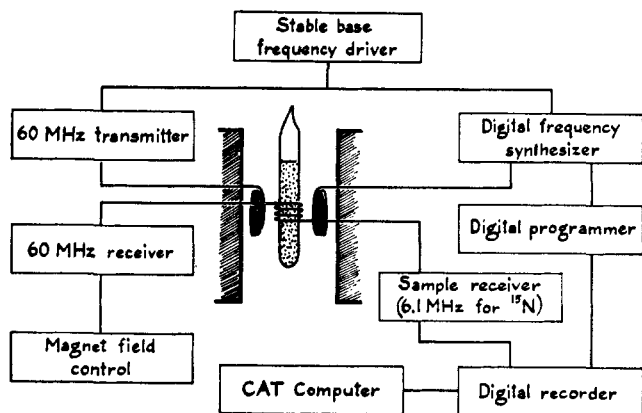 Stable base
frequency driver
60 MHz transmitter
Digital frequency
synthesizer
60 MHz receiver
Digital programmer
Sample receiver
(6.1 MHz for ¹⁵N)
Magnet field
control
CAT Computer
Digital recorder